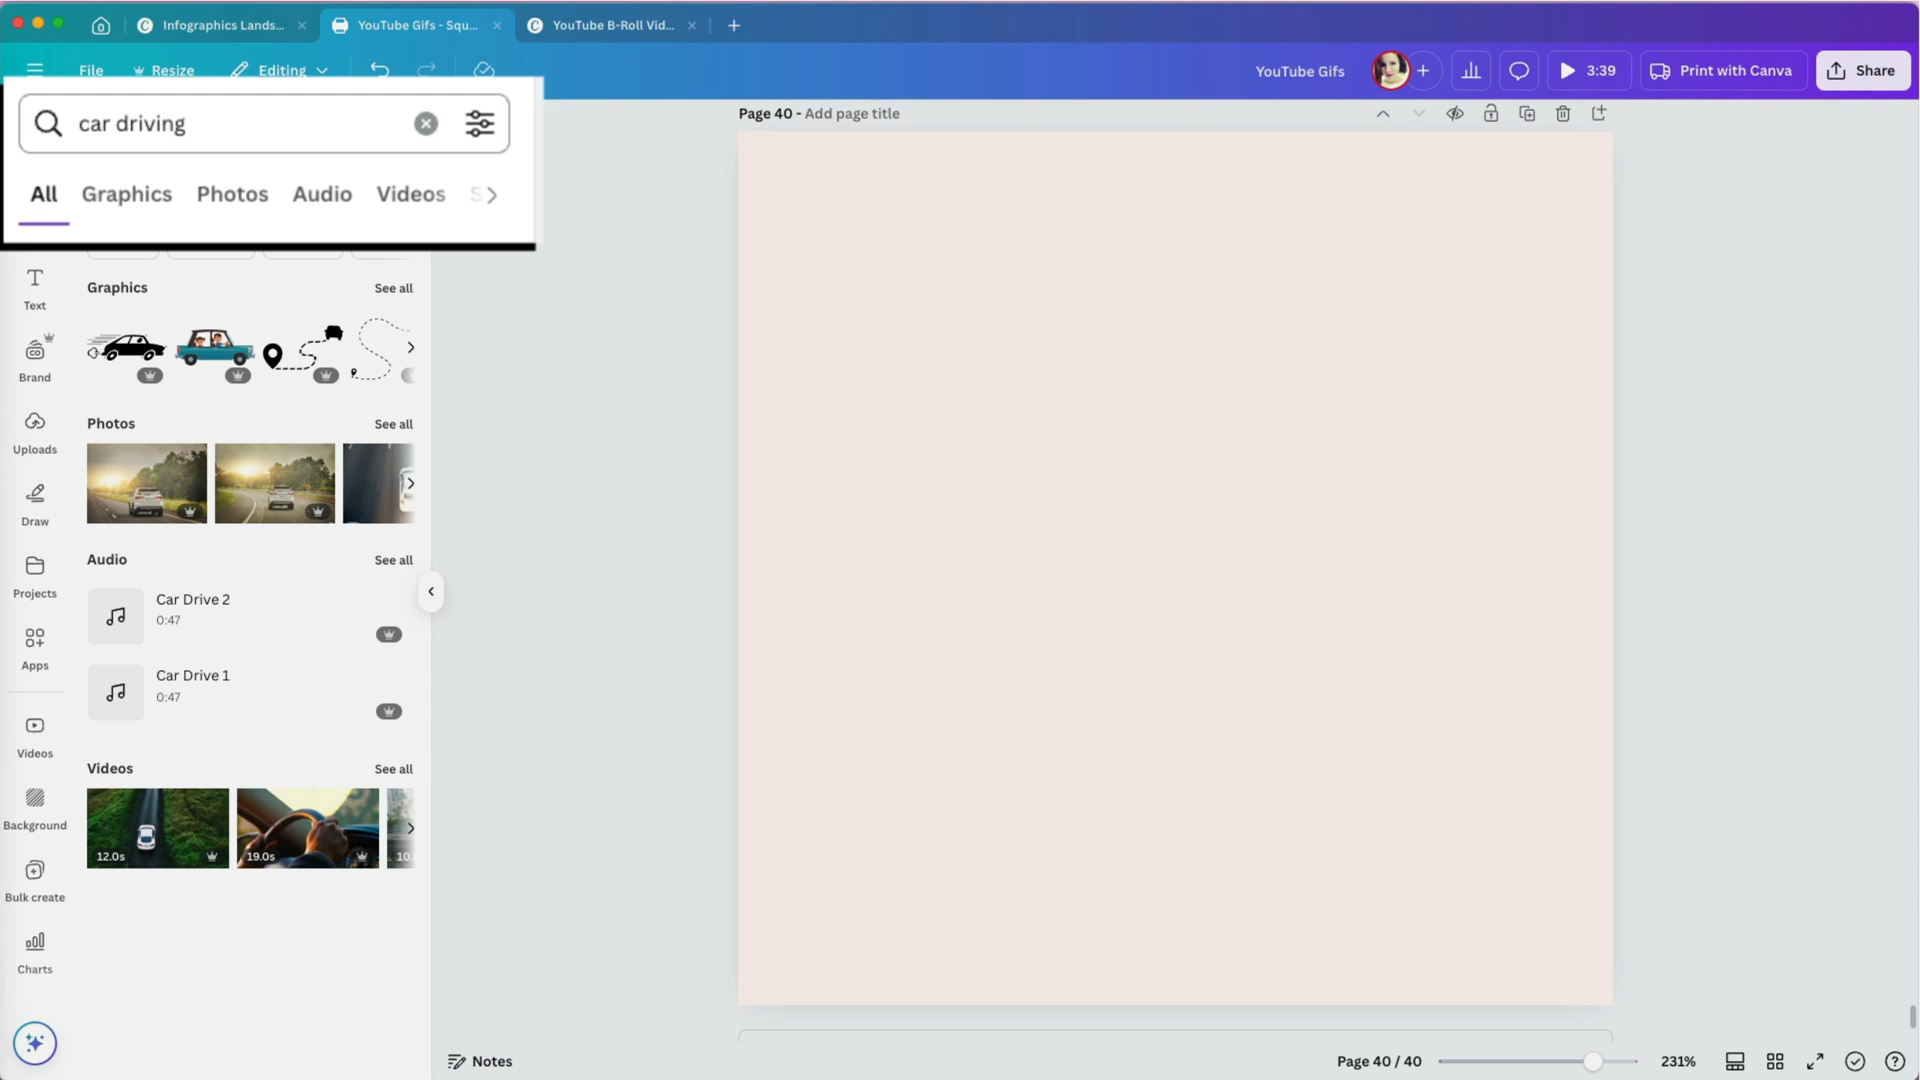 Infographics Lands...
YouTube Gifs - Squ...
YouTube B-Roll Vid...
File
Resize
Editing
YouTube Gifs
3:39
Print with Canva
Share
car driving
All
Graphics
Photos
Audio
Videos
Page 40 - Add page title
Text
Brand
Uploads
Draw
Projects
Apps
Videos
Background
Bulk create
Charts
Graphics
See all
Photos
See all
Audio
See all
Car Drive 2
0:47
Car Drive 1
0:47
Videos
See all
12.0s
19.0s
Notes
Page 40 / 40
231%